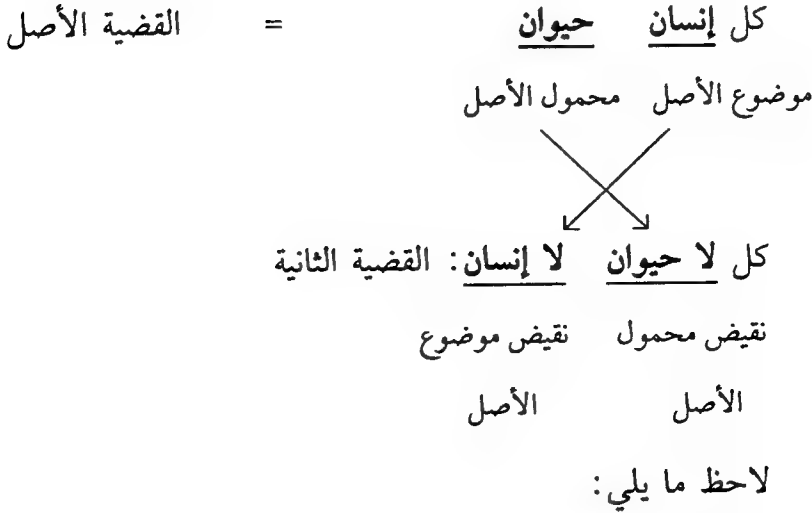 كل إنسان حيوان = القضية الأصل
موضوع الأصل محمول الأصل
كل لا حيوان لا إنسان: القضية الثانية
نقيض محمول نقيض موضوع
الأصل الأصل
لاحظ ما يلي: